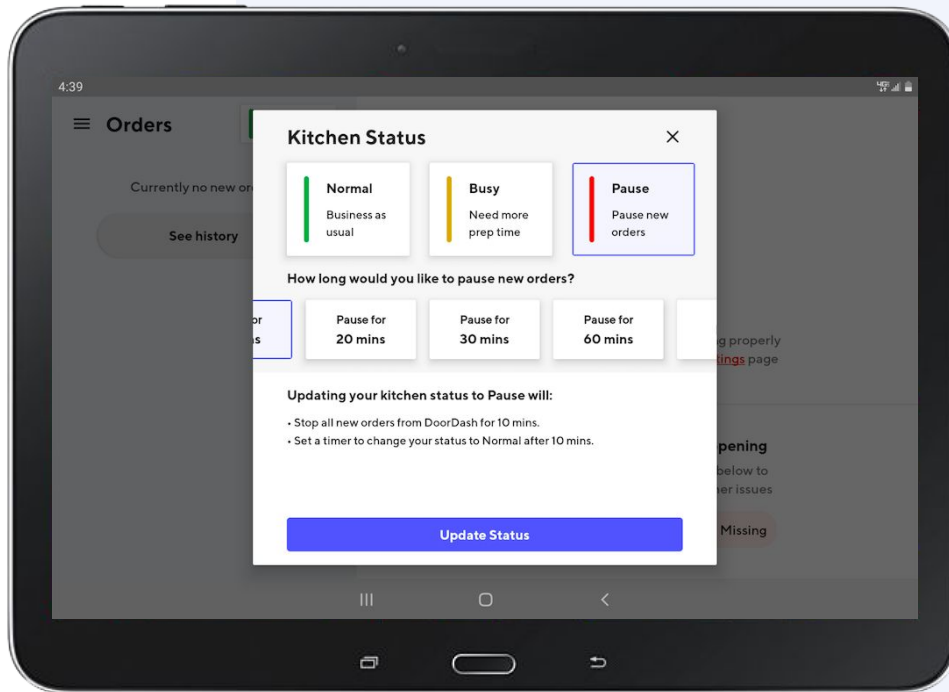 4:39
Orders
Kitchen Status
Currently no new or
See history
Normal
Business as
usual
Busy
Need more
prep time
Pause
Pause new
orders
How long would you like to pause new orders?
Pause for
20 mins
Pause for
30 mins
Pause for
60 mins
g properly
tings page
Updating your kitchen status to Pause will:
• Stop all new orders from DoorDash for 10 mins.
• Set a timer to change your status to Normal after 10 mins.
pening
below to
er issues
Missing
Update Status